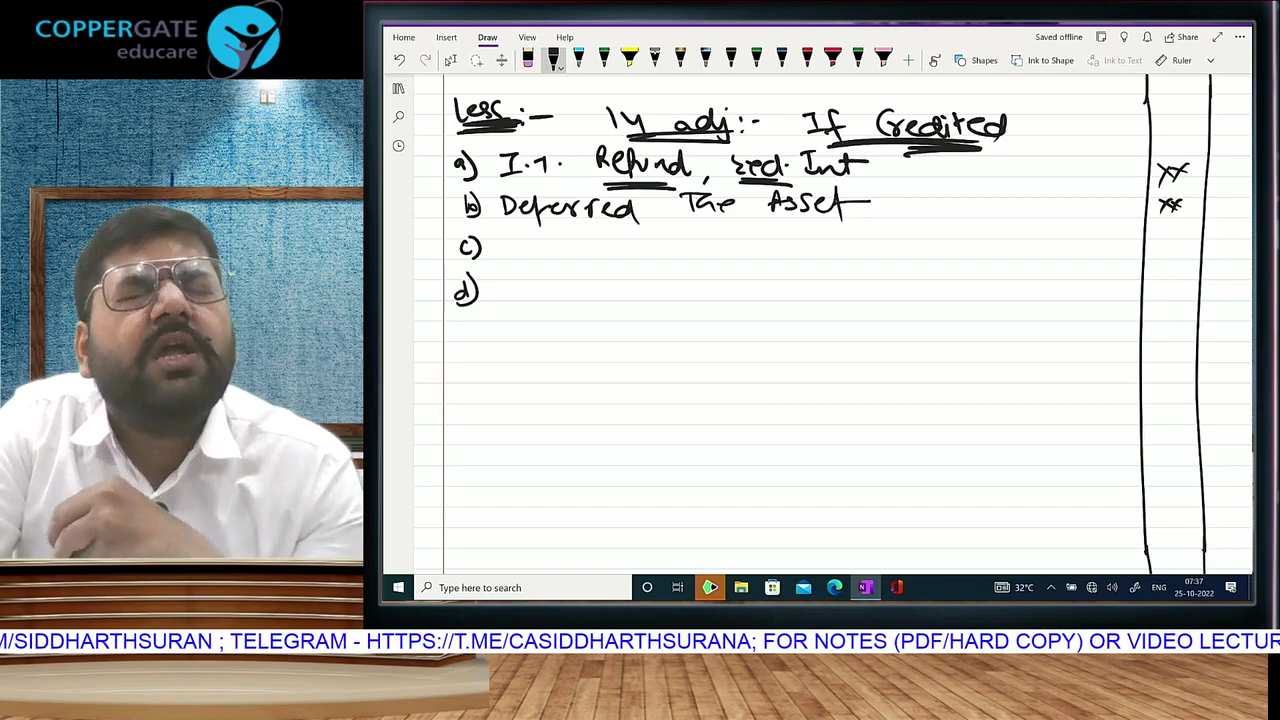 COPPERGATE
educare
Home Insert Draw View Help
Saved offline Share
Shapes Ink to Shape Ink to Text Ruler
Less:- adj:- If Credited
a) I.T. Refund, Int xx
b) Deferred Tax Asset xx
c)
d)
Type here to search
32°C ENG 07:37
25-10-2022
M/SIDDHARTHSURAN ; TELEGRAM - HTTPS://T.ME/CASIDDHARTHSURANA; FOR NOTES (PDF/HARD COPY) OR VIDEO LECTUR